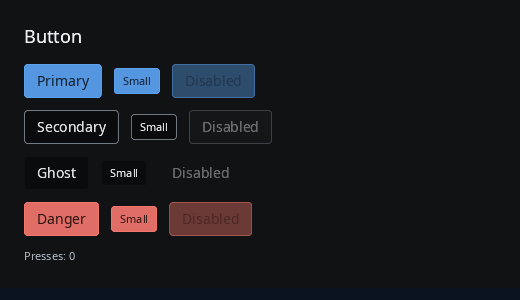 Button
Primary Small Disabled
Secondary Small Disabled
Ghost Small Disabled
Danger Small Disabled
Presses: 0